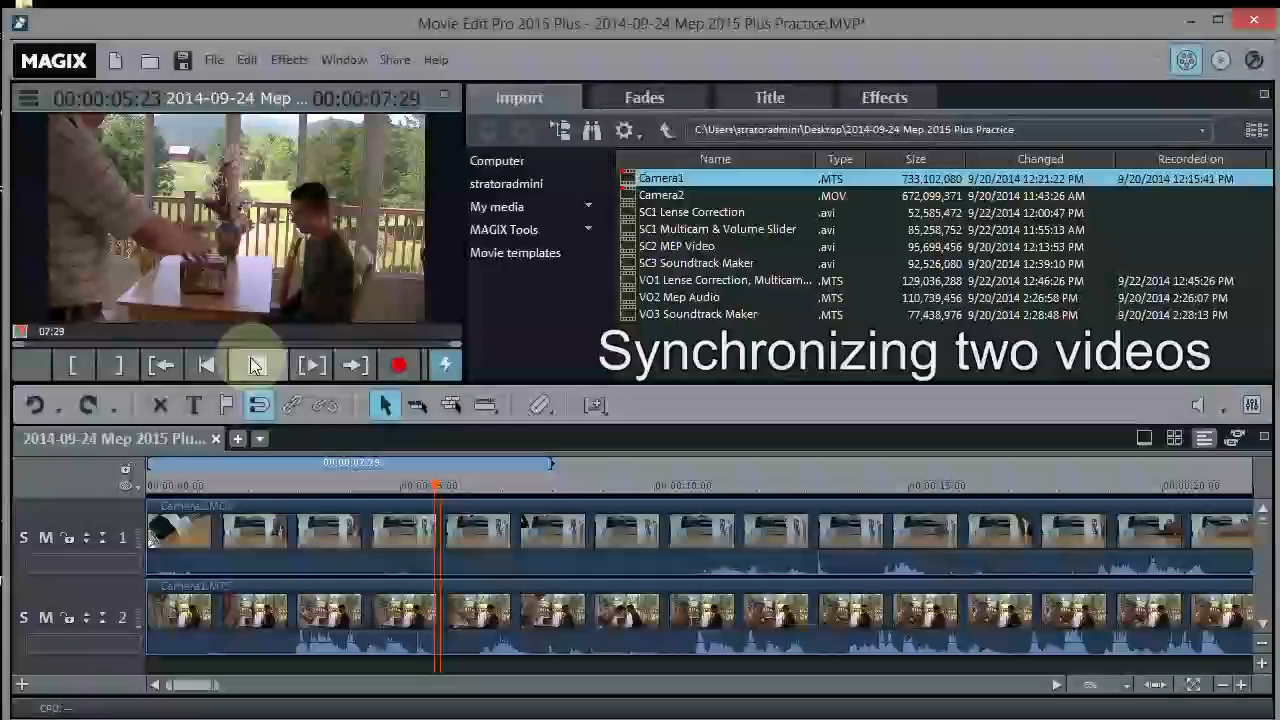 Movie Edit Pro 2015 Plus - 2014-09-24 Mep 2015 Plus Practice.MVP*
MAGIX File Edit Effects Window Share Help
00:00:05:23 2014-09-24 Mep ... 00:00:07:29
Import Fades Title Effects
C:\Users\stratoradmini\Desktop\2014-09-24 Mep 2015 Plus Practice
Name Type Size Changed Recorded on
Computer
stratoradmini
My media
MAGIX Tools
Movie templates
Camera1 .MTS 733,102,080 9/20/2014 12:21:22 PM 9/20/2014 12:15:41 PM
Camera2 .MOV 672,099,371 9/20/2014 11:43:26 AM
SC1 Lense Correction .avi 52,585,472 9/22/2014 12:00:47 PM
SC1 Multicam & Volume Slider .avi 85,258,752 9/22/2014 11:55:13 AM
SC2 MEP Video .avi 95,699,456 9/20/2014 12:13:53 PM
SC3 Soundtrack Maker .avi 92,526,080 9/20/2014 12:39:10 PM
VO1 Lense Correction, Multicam... .MTS 129,036,288 9/22/2014 12:46:26 PM 9/22/2014 12:45:26 PM
VO2 Mep Audio .MTS 110,739,456 9/20/2014 2:26:58 PM 9/20/2014 2:26:07 PM
VO3 Soundtrack Maker .MTS 77,438,976 9/20/2014 2:28:48 PM 9/20/2014 2:28:13 PM
07:29
Synchronizing two videos
2014-09-24 Mep 2015 Plu...
00:00:07:29
00:00:10:00 00:00:15:00 00:00:20:00
S M 1
Camera1.MTS
S M 2
CPU: —